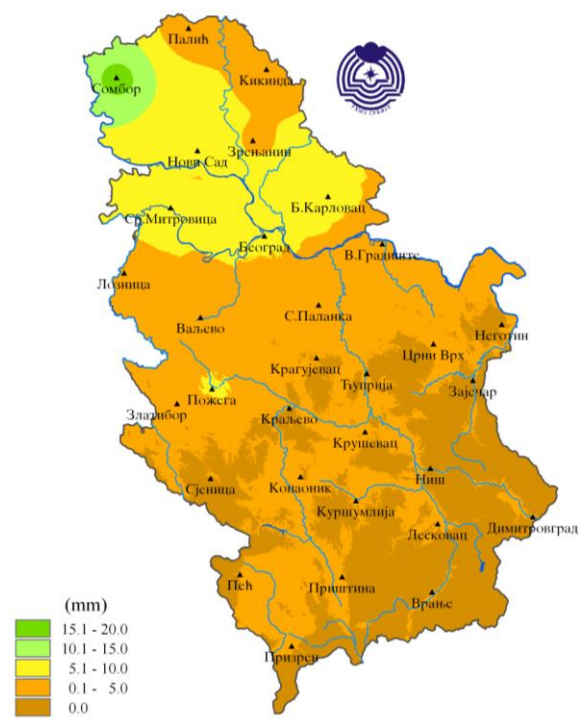 Палић
Кикинда
Сомбор
Зрењанин
Нови Сад
Б.Карловац
Ср.Митровица
Београд
В.Градиште
Лозница
С.Паланка
Ваљево
Неготин
Црни Врх
Крагујевац
Ћуприја
Зајечар
Пожега
Златибор
Краљево
Крушевац
Ниш
Сјеница
Копаоник
Куршумлија
Димитровград
Лесковац
Пећ
Приштина
Врање
Призрен
(mm)
15.1 - 20.0
10.1 - 15.0
5.1 - 10.0
0.1 - 5.0
0.0